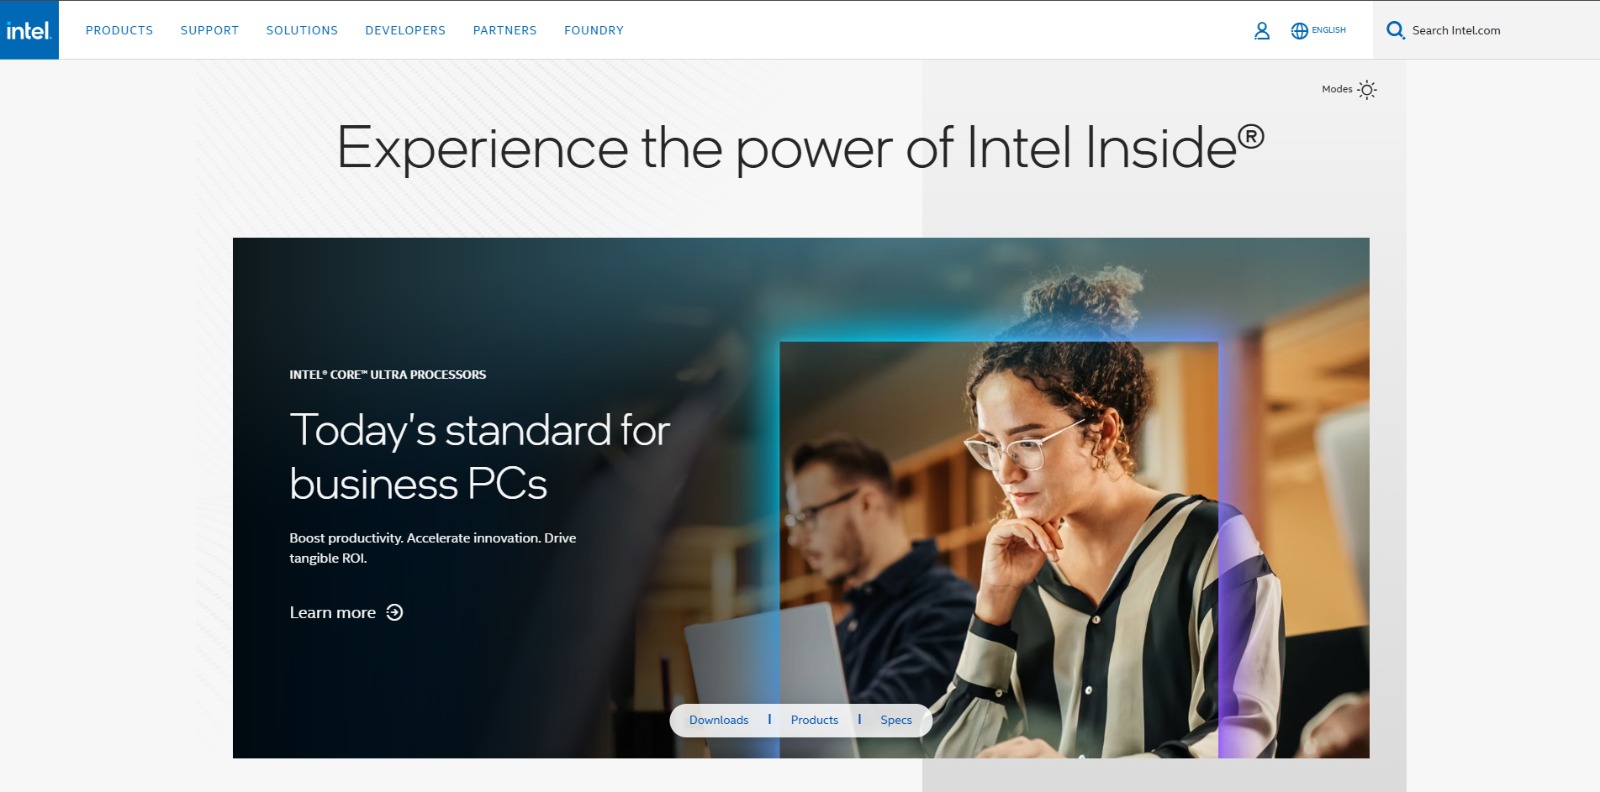 intel.
PRODUCTS
SUPPORT
SOLUTIONS
DEVELOPERS
PARTNERS
FOUNDRY
ENGLISH
Search Intel.com
Modes
Experience the power of Intel Inside®
INTEL® CORE™ ULTRA PROCESSORS
Today's standard for
business PCs
Boost productivity. Accelerate innovation. Drive
tangible ROI.
Learn more
Downloads | Products | Specs